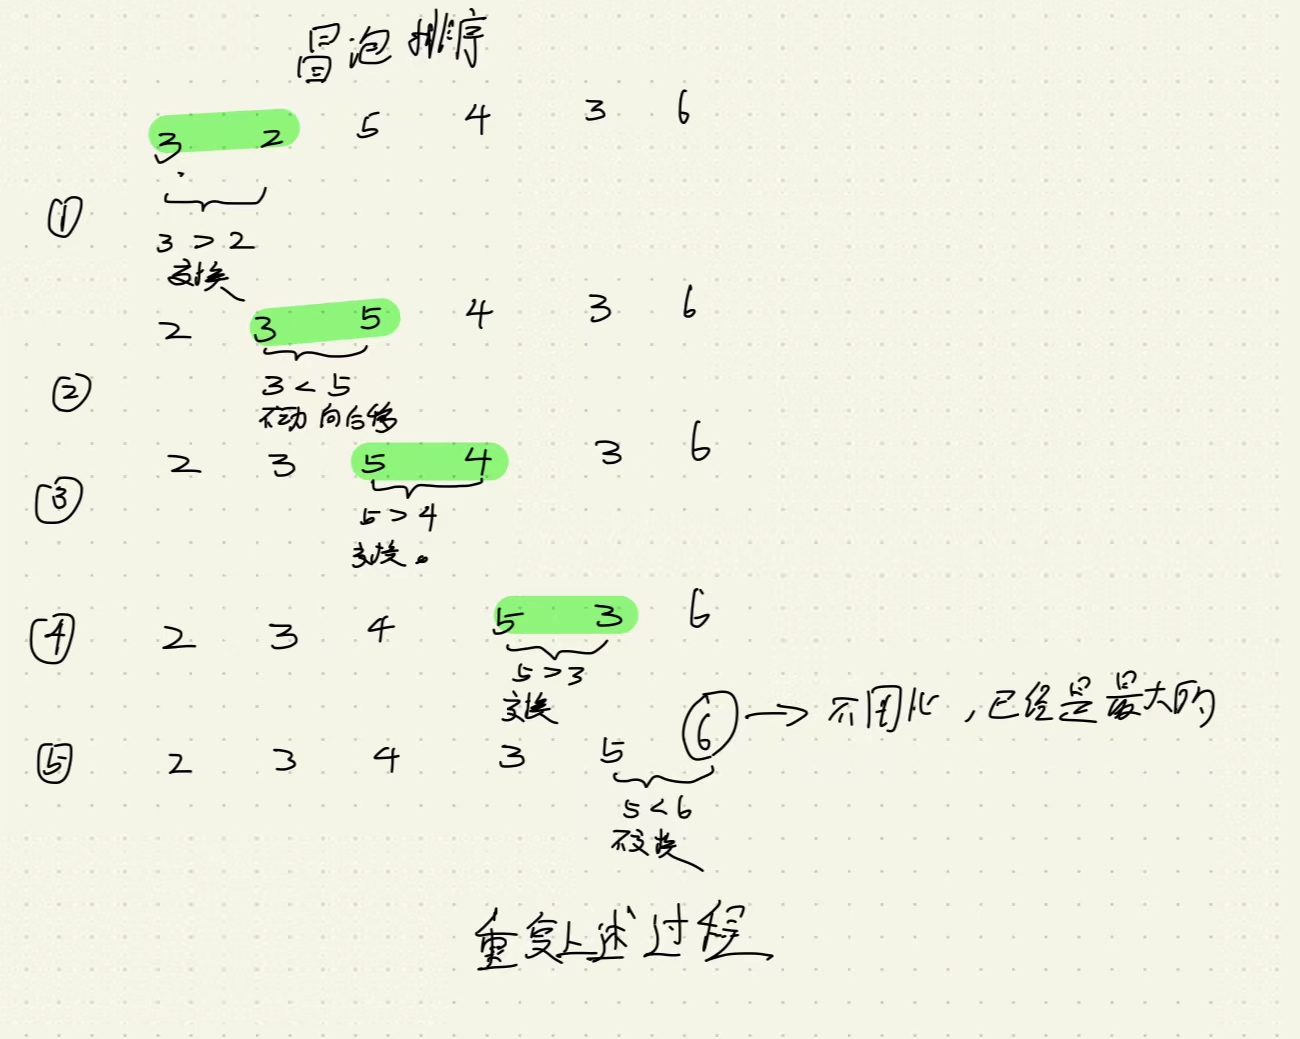 冒泡排序
3 2 5 4 3 6
①
3 > 2
交换
2 3 5 4 3 6
②
3 < 5
不动 向后移
2 3 5 4 3 6
③
5 > 4
交换。
④ 2 3 4 5 3 6
5 > 3
交换
⑤ 2 3 4 3 5 6 → 不用比,已经是最大的
5 < 6
不交换
重复上述过程